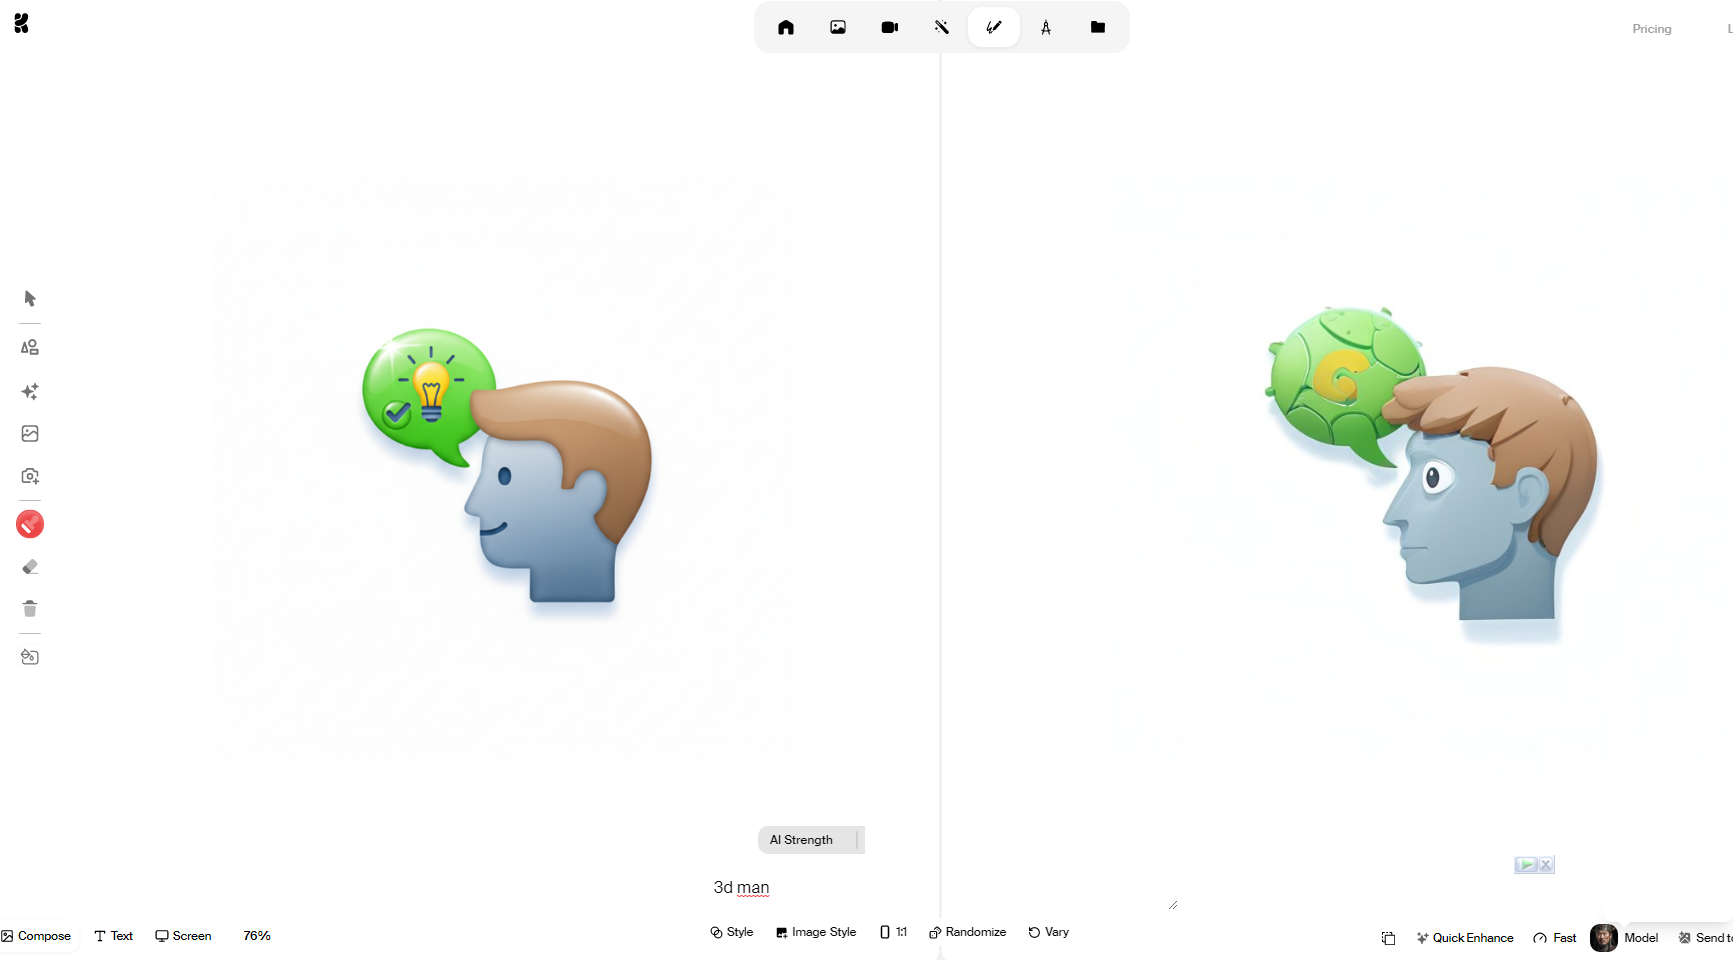 Pricing
AI Strength
3d man
Compose
Text
Screen
76%
Style
Image Style
1:1
Randomize
Vary
Quick Enhance
Fast
Model
Send